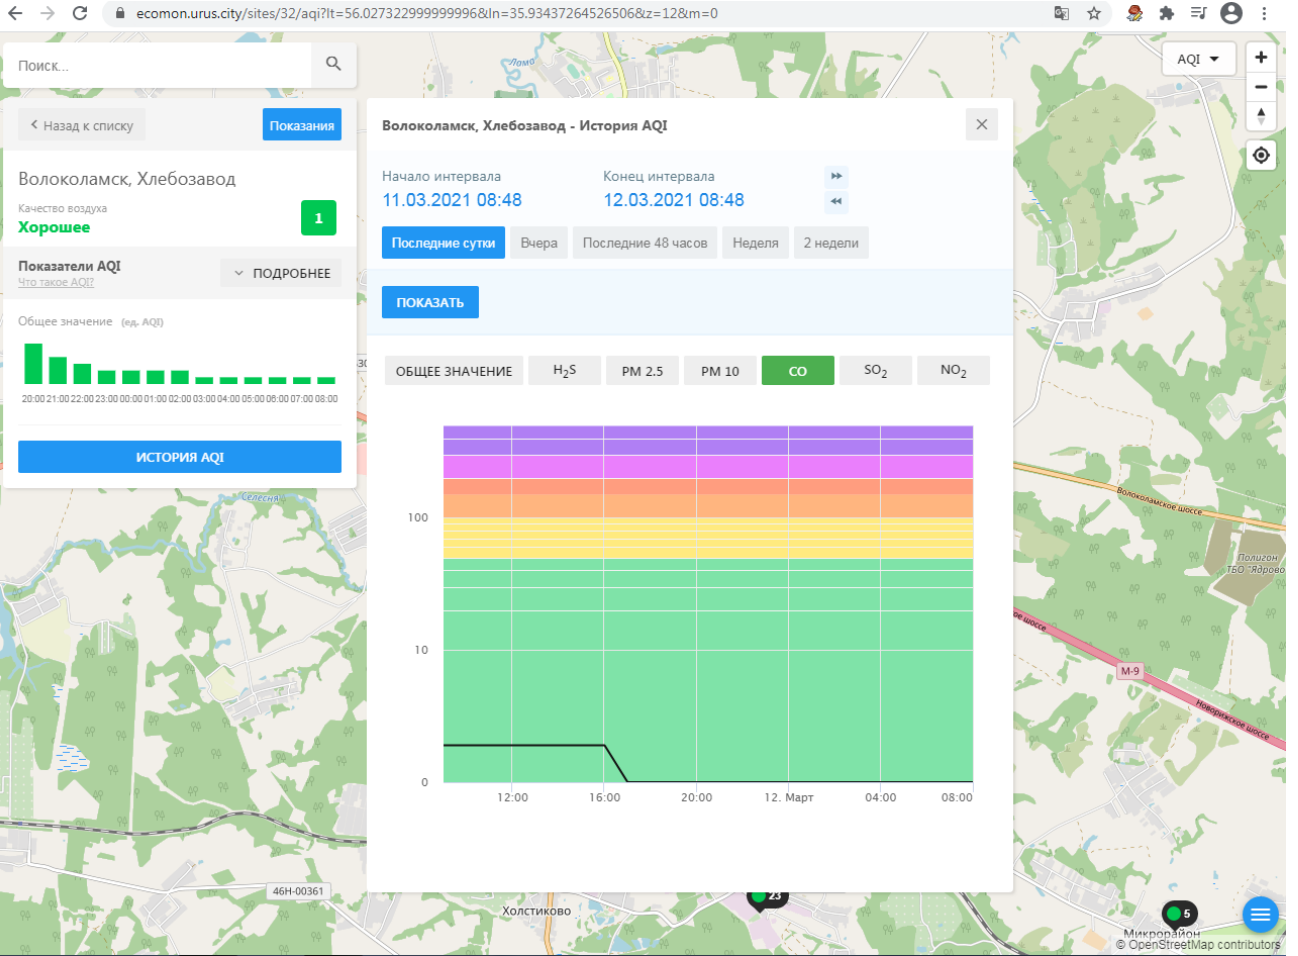 ecomon.urus.city/sites/32/aqi?lt=56.027322999999996&ln=35.93437264526506&z=12&m=0
Поиск...
Ломо
AQI
Назад к списку
Показания
Волоколамск, Хлебозавод
Качество воздуха
Хорошее
1
Показатели AQI
Что такое AQI?
ПОДРОБНЕЕ
Общее значение (ед. AQI)
20:00 21:00 22:00 23:00 00:00 01:00 02:00 03:00 04:00 05:00 06:00 07:00 08:00
ИСТОРИЯ AQI
Волоколамск, Хлебозавод - История AQI
Начало интервала
11.03.2021 08:48
Конец интервала
12.03.2021 08:48
Последние сутки
Вчера
Последние 48 часов
Неделя
2 недели
ПОКАЗАТЬ
ОБЩЕЕ ЗНАЧЕНИЕ
H2S
PM 2.5
PM 10
CO
SO2
NO2
100
10
0
12:00
16:00
20:00
12. Март
04:00
08:00
Селесня
Волоколамское шоссе
Полигон
ТБО "Ядрово
ое шоссе
М-9
Новорижское шоссе
46Н-00361
Холстиково
23
5
Микрорайон
© OpenStreetMap contributors